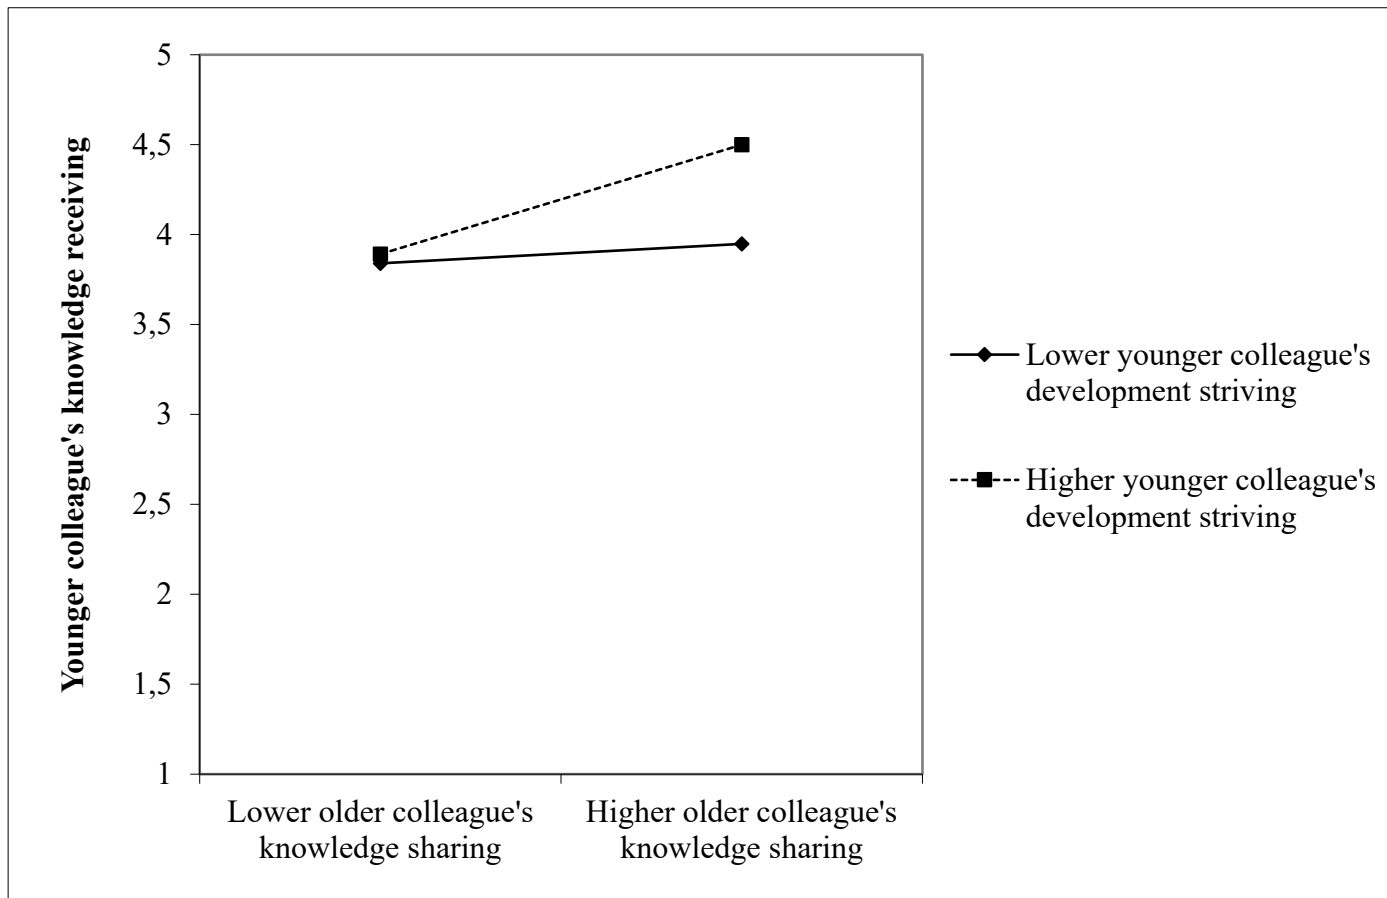 Younger colleague's knowledge receiving
5
4,5
4
3,5
3
2,5
2
1,5
1
Lower older colleague's
knowledge sharing
Higher older colleague's
knowledge sharing
Lower younger colleague's
development striving
Higher younger colleague's
development striving